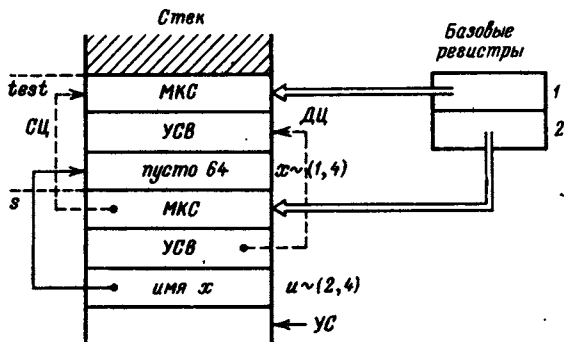 Стек
Базовые
регистры
test
МКС
1
СЦ
УСВ
ДЦ
2
пусто 64
x~(1,4)
s
МКС
УСВ
имя x
u~(2,4)
УС